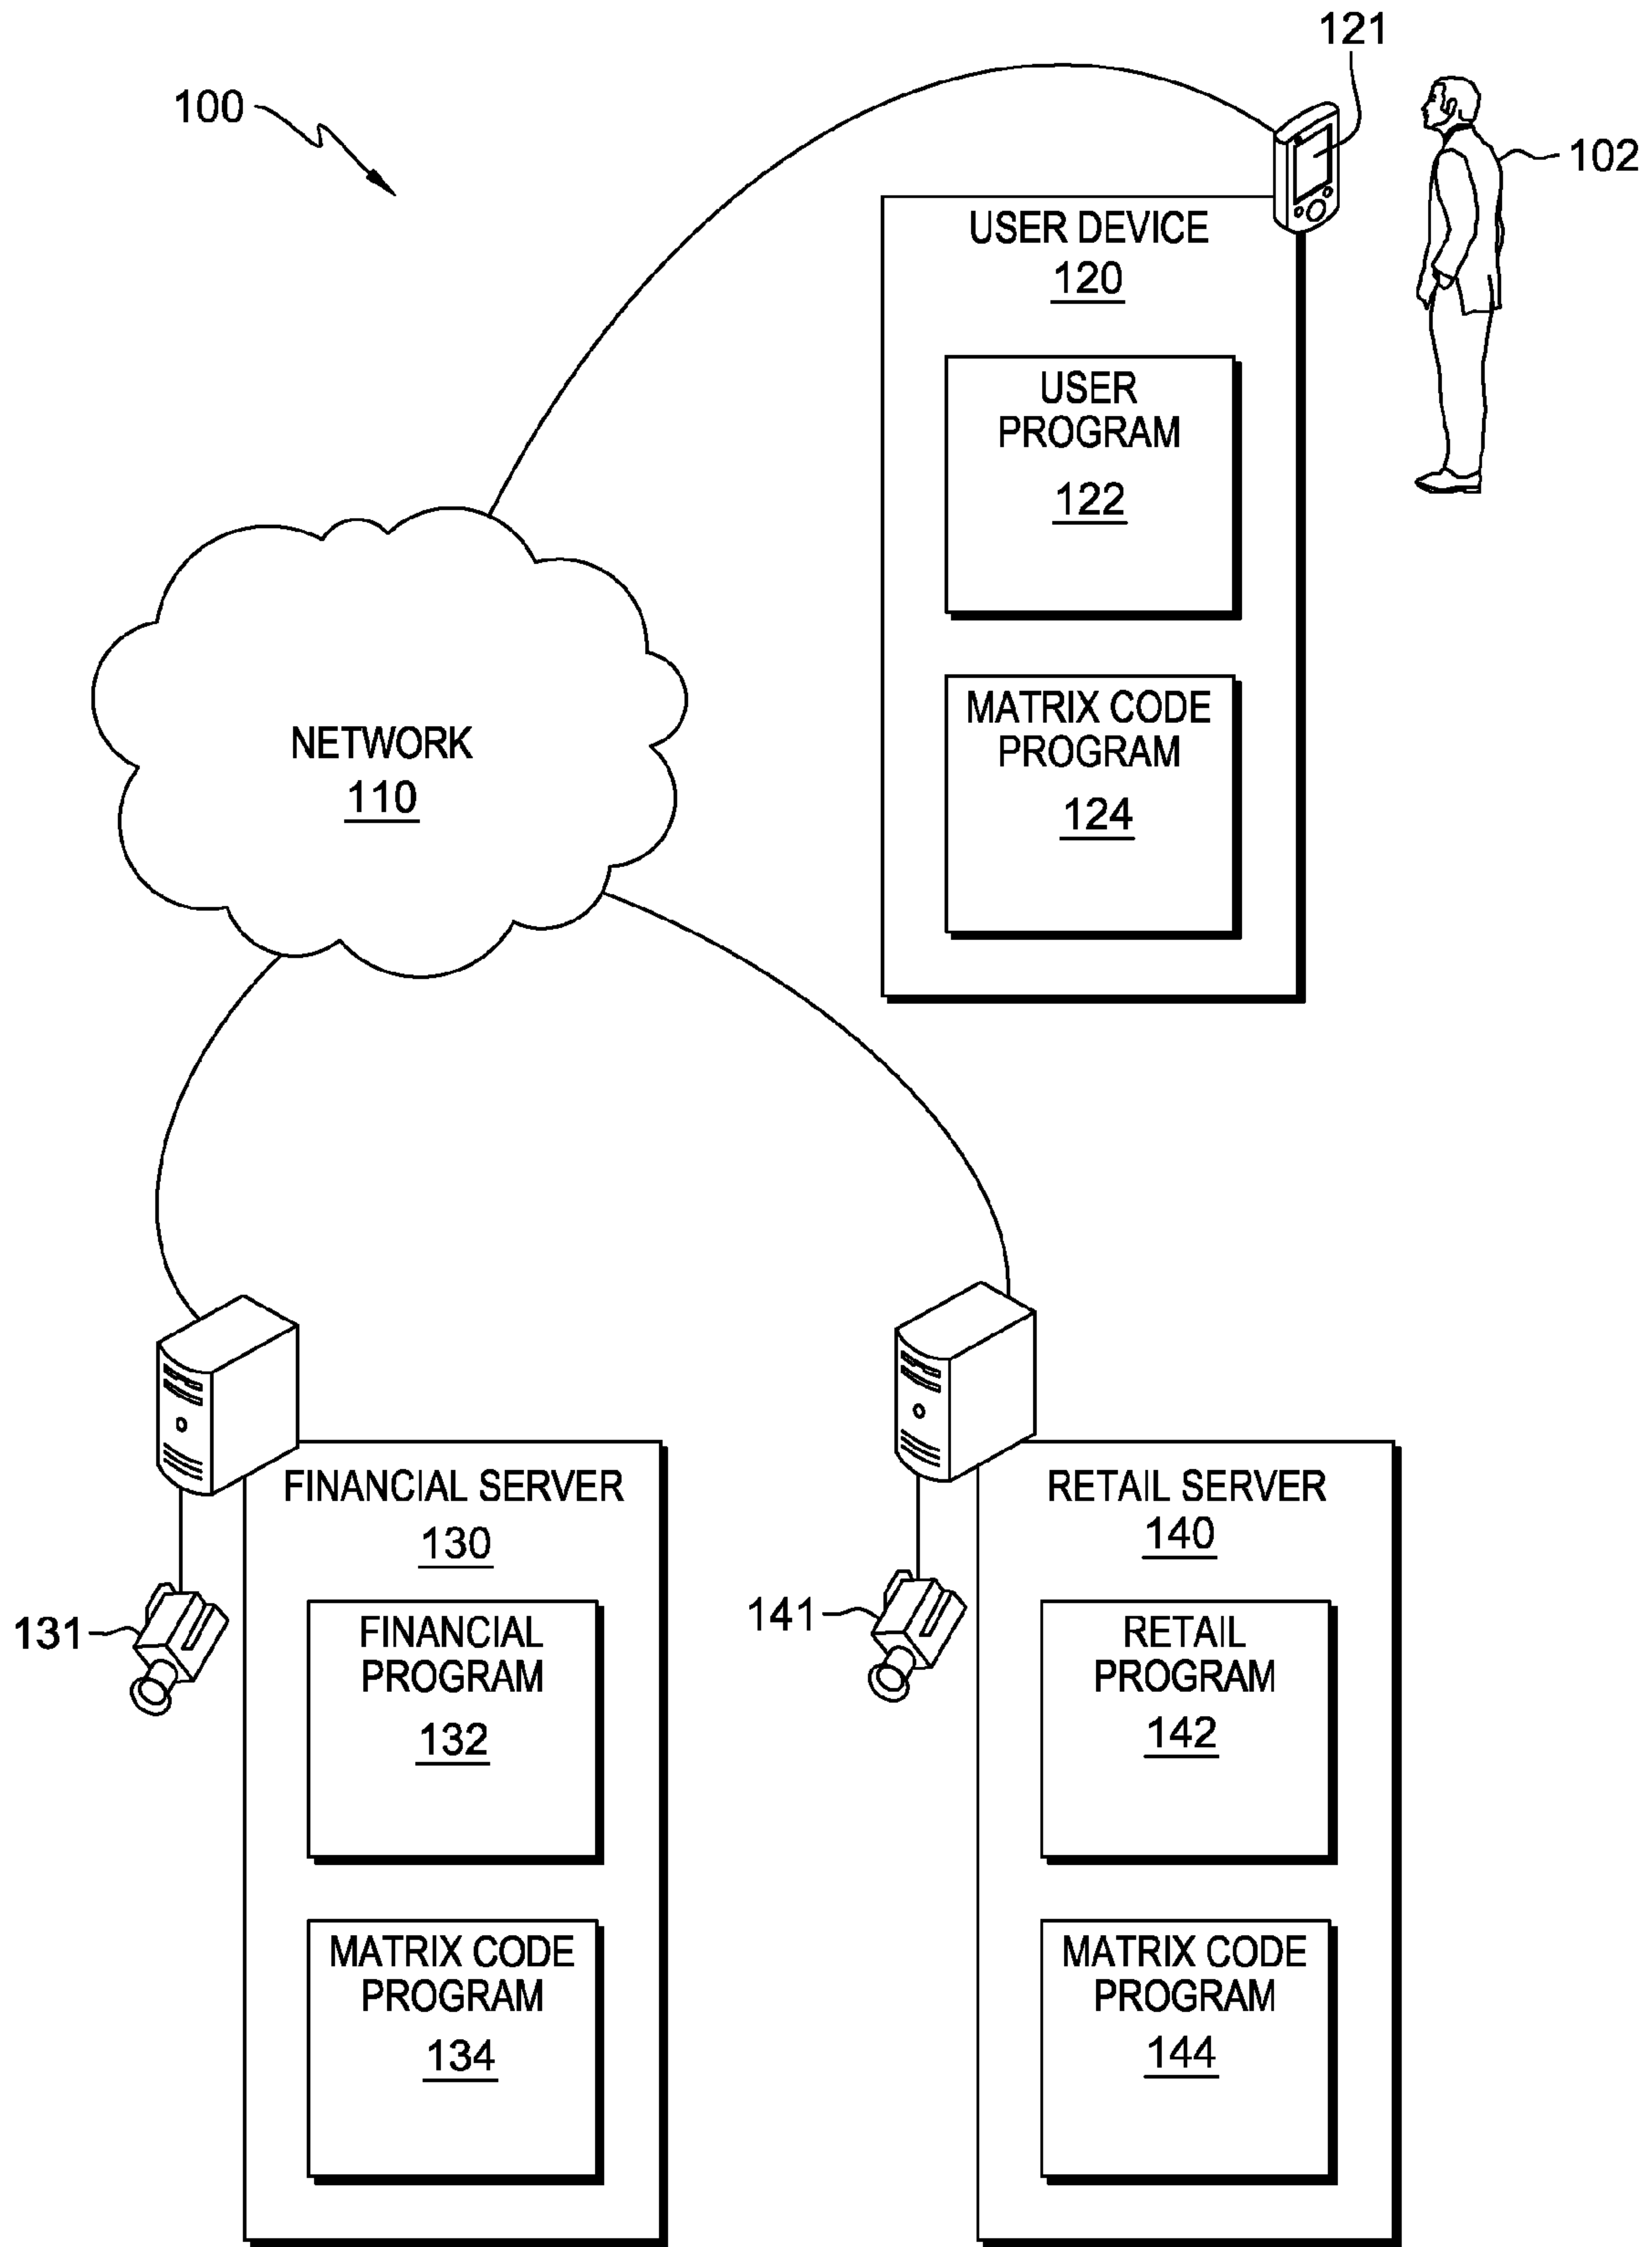 121
100
102
USER DEVICE
120
USER
PROGRAM
122
MATRIX CODE
PROGRAM
124
NETWORK
110
FINANCIAL SERVER
130
131
FINANCIAL
PROGRAM
132
MATRIX CODE
PROGRAM
134
RETAIL SERVER
140
141
RETAIL
PROGRAM
142
MATRIX CODE
PROGRAM
144